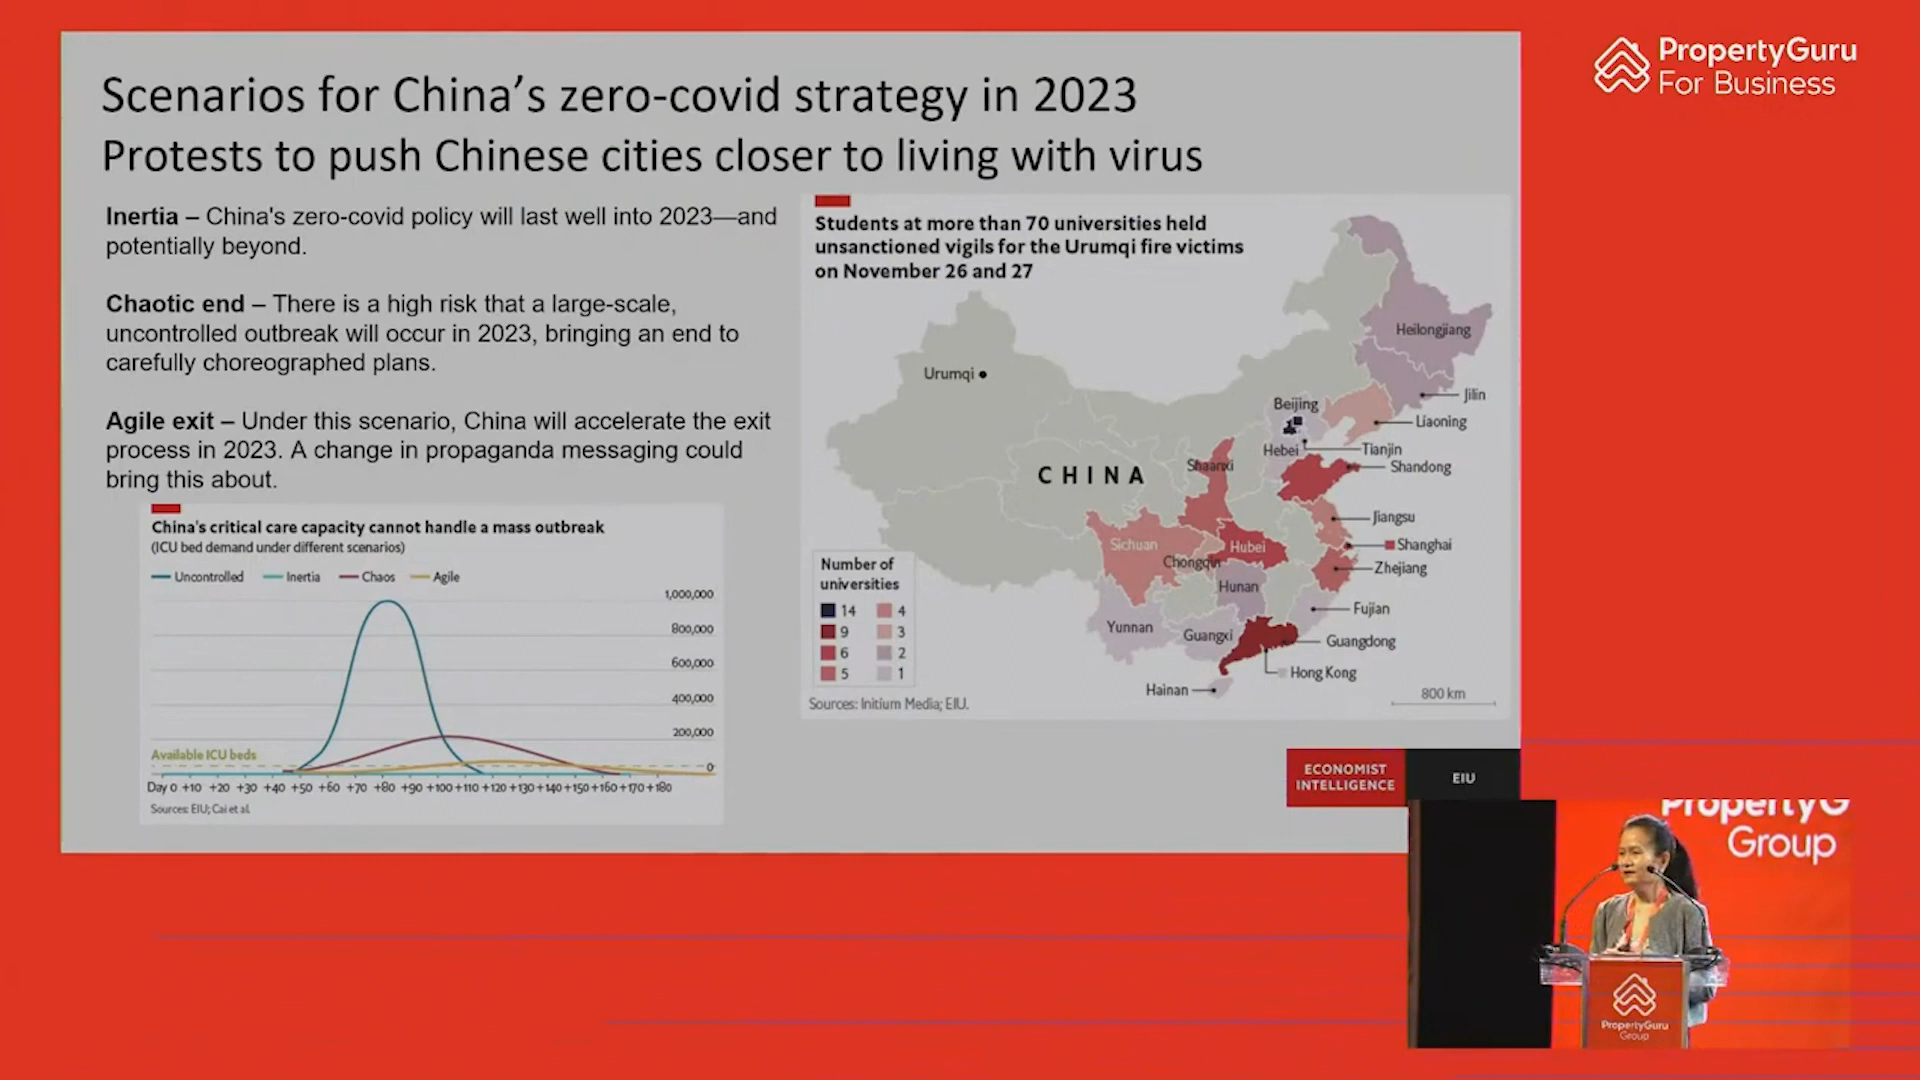 PropertyGuru
For Business
Scenarios for China’s zero-covid strategy in 2023
Protests to push Chinese cities closer to living with virus
Inertia – China's zero-covid policy will last well into 2023—and
potentially beyond.
Chaotic end – There is a high risk that a large-scale,
uncontrolled outbreak will occur in 2023, bringing an end to
carefully choreographed plans.
Agile exit – Under this scenario, China will accelerate the exit
process in 2023. A change in propaganda messaging could
bring this about.
China's critical care capacity cannot handle a mass outbreak
(ICU bed demand under different scenarios)
Uncontrolled Inertia Chaos Agile
1,000,000
800,000
600,000
400,000
200,000
Available ICU beds
0
Day 0 +10 +20 +30 +40 +50 +60 +70 +80 +90 +100 +110 +120 +130 +140 +150 +160 +170 +180
Sources: EIU; Cai et al.
Students at more than 70 universities held
unsanctioned vigils for the Urumqi fire victims
on November 26 and 27
Heilongjiang
Urumqi
Jilin
Beijing
Liaoning
Hebei
Tianjin
Shaanxi
Shandong
CHINA
Jiangsu
Sichuan
Hubei
Shanghai
Chongqin
Zhejiang
Hunan
Fujian
Yunnan
Guangxi
Guangdong
Hong Kong
Hainan
800 km
Number of
universities
14 4
9 3
6 2
5 1
Sources: Initium Media; EIU.
ECONOMIST
INTELLIGENCE
EIU
PropertyG
Group
PropertyGuru
Group